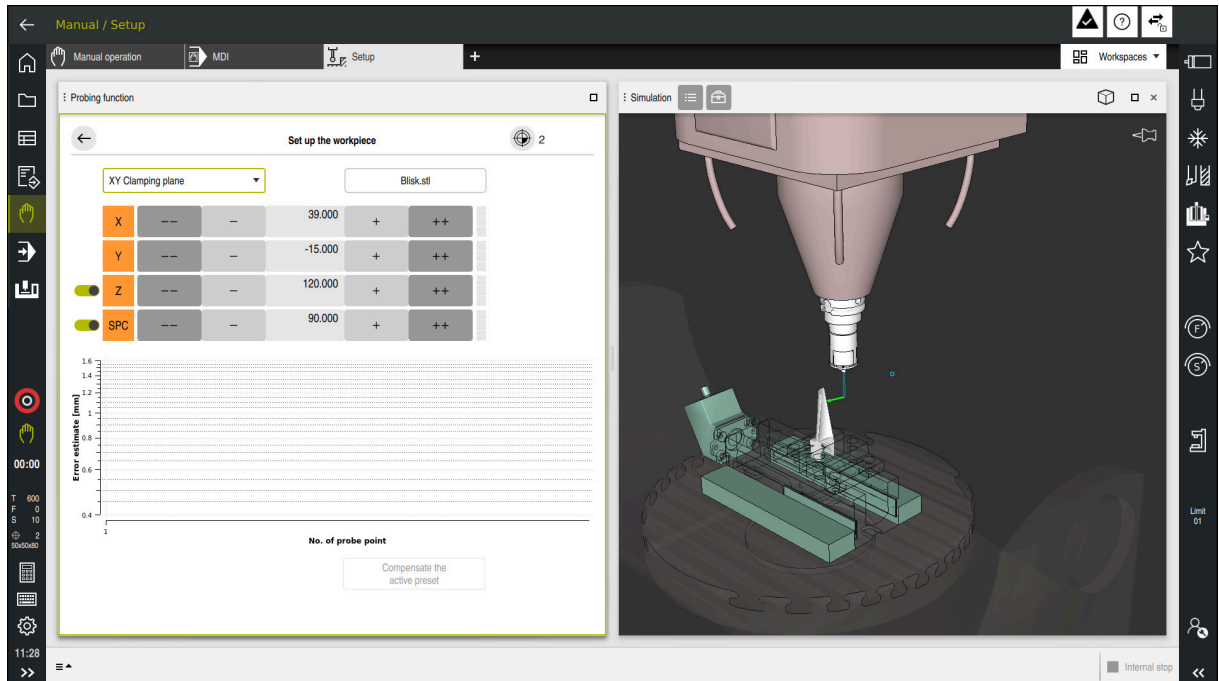 Manual / Setup
Manual operation
MDI
Setup
+
Workspaces
Probing function
Set up the workpiece
2
XY Clamping plane
Blisk.stl
X -- - 39.000 + ++
Y -- - -15.000 + ++
Z -- - 120.000 + ++
SPC -- - 90.000 + ++
1.6
1.4
1.2
1
0.8
0.6
0.4
Error estimate [mm]
1
No. of probe point
Compensate the
active preset
Simulation
00:00
T 600
F 0
S 10
2
50x50x80
11:28
F
S
Limit
01
Internal stop